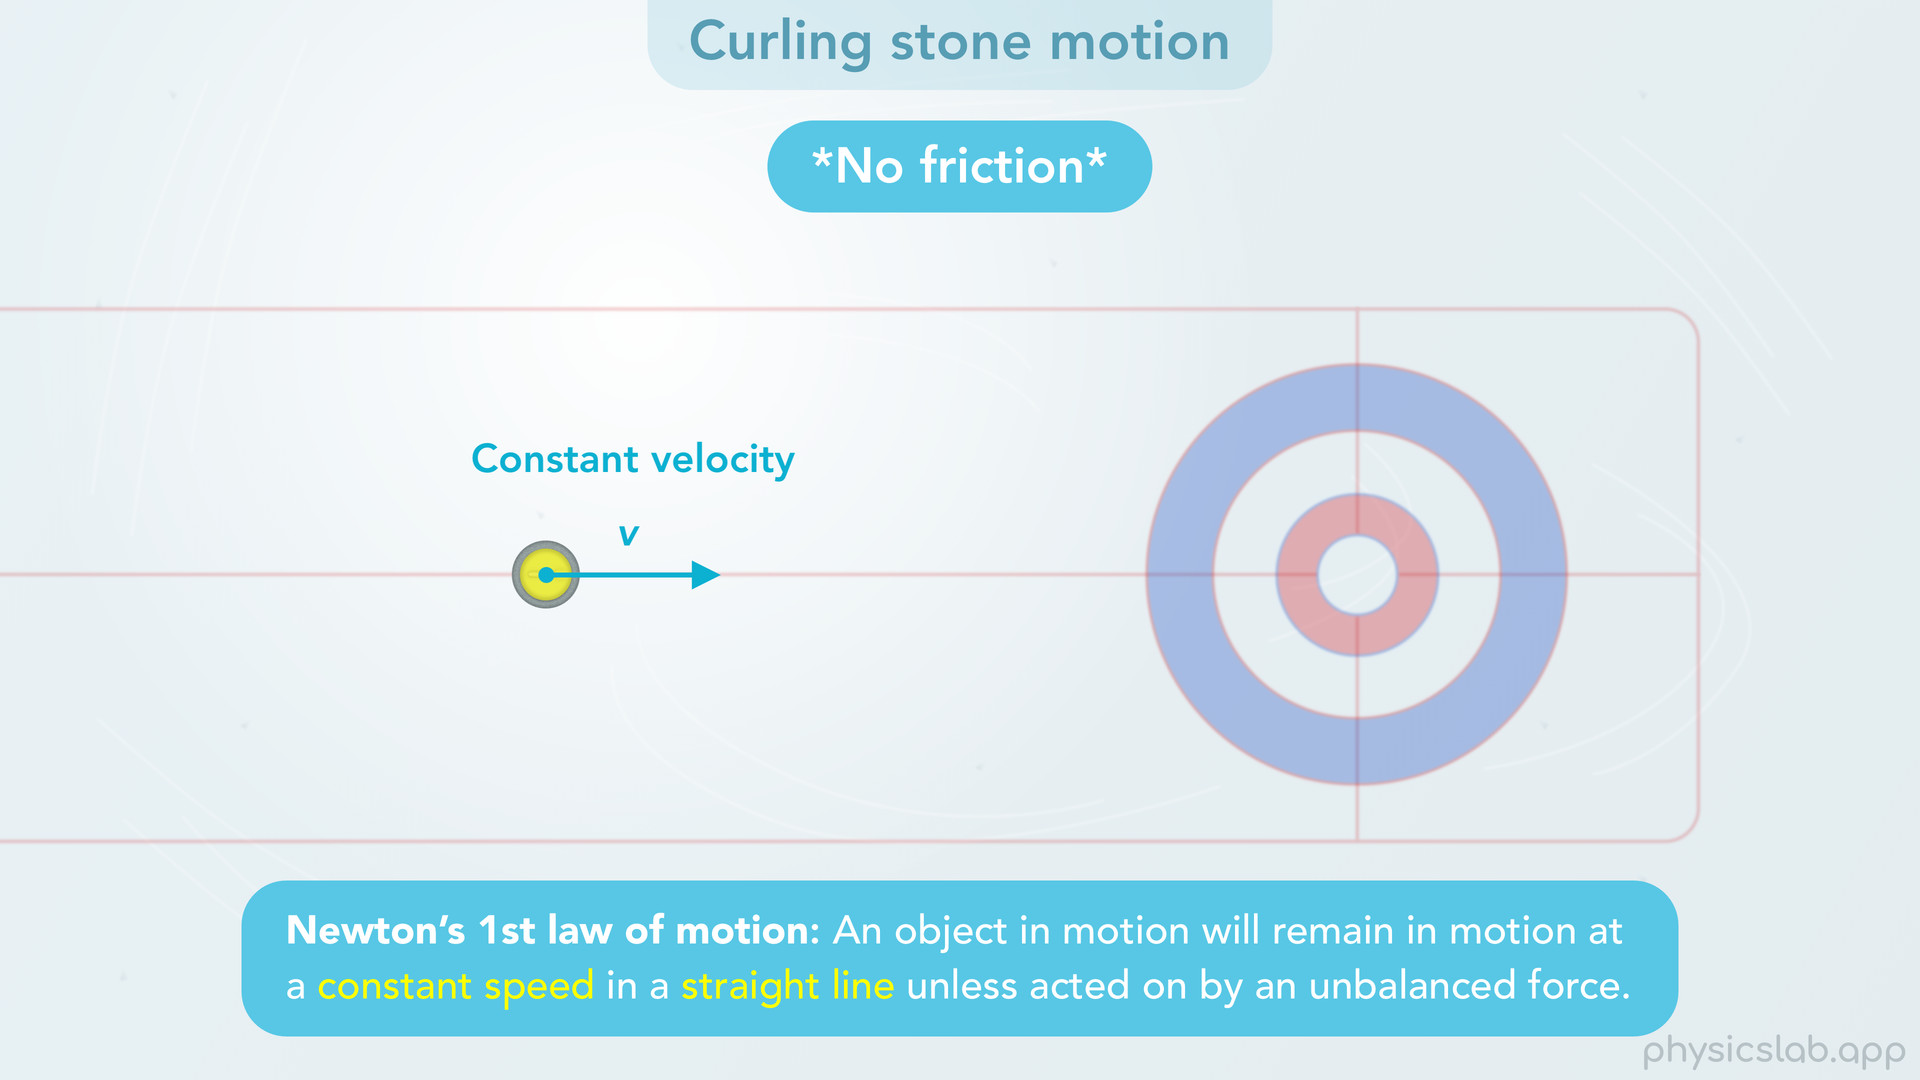 Curling stone motion
*No friction*
Constant velocity
v
Newton’s 1st law of motion: An object in motion will remain in motion at
a constant speed in a straight line unless acted on by an unbalanced force.
physicslab.app